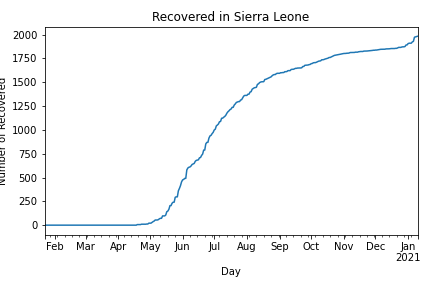 Recovered in Sierra Leone
Number of Recovered
2000
1750
1500
1250
1000
750
500
250
0
Feb Mar Apr May Jun Jul Aug Sep Oct Nov Dec Jan
2021
Day